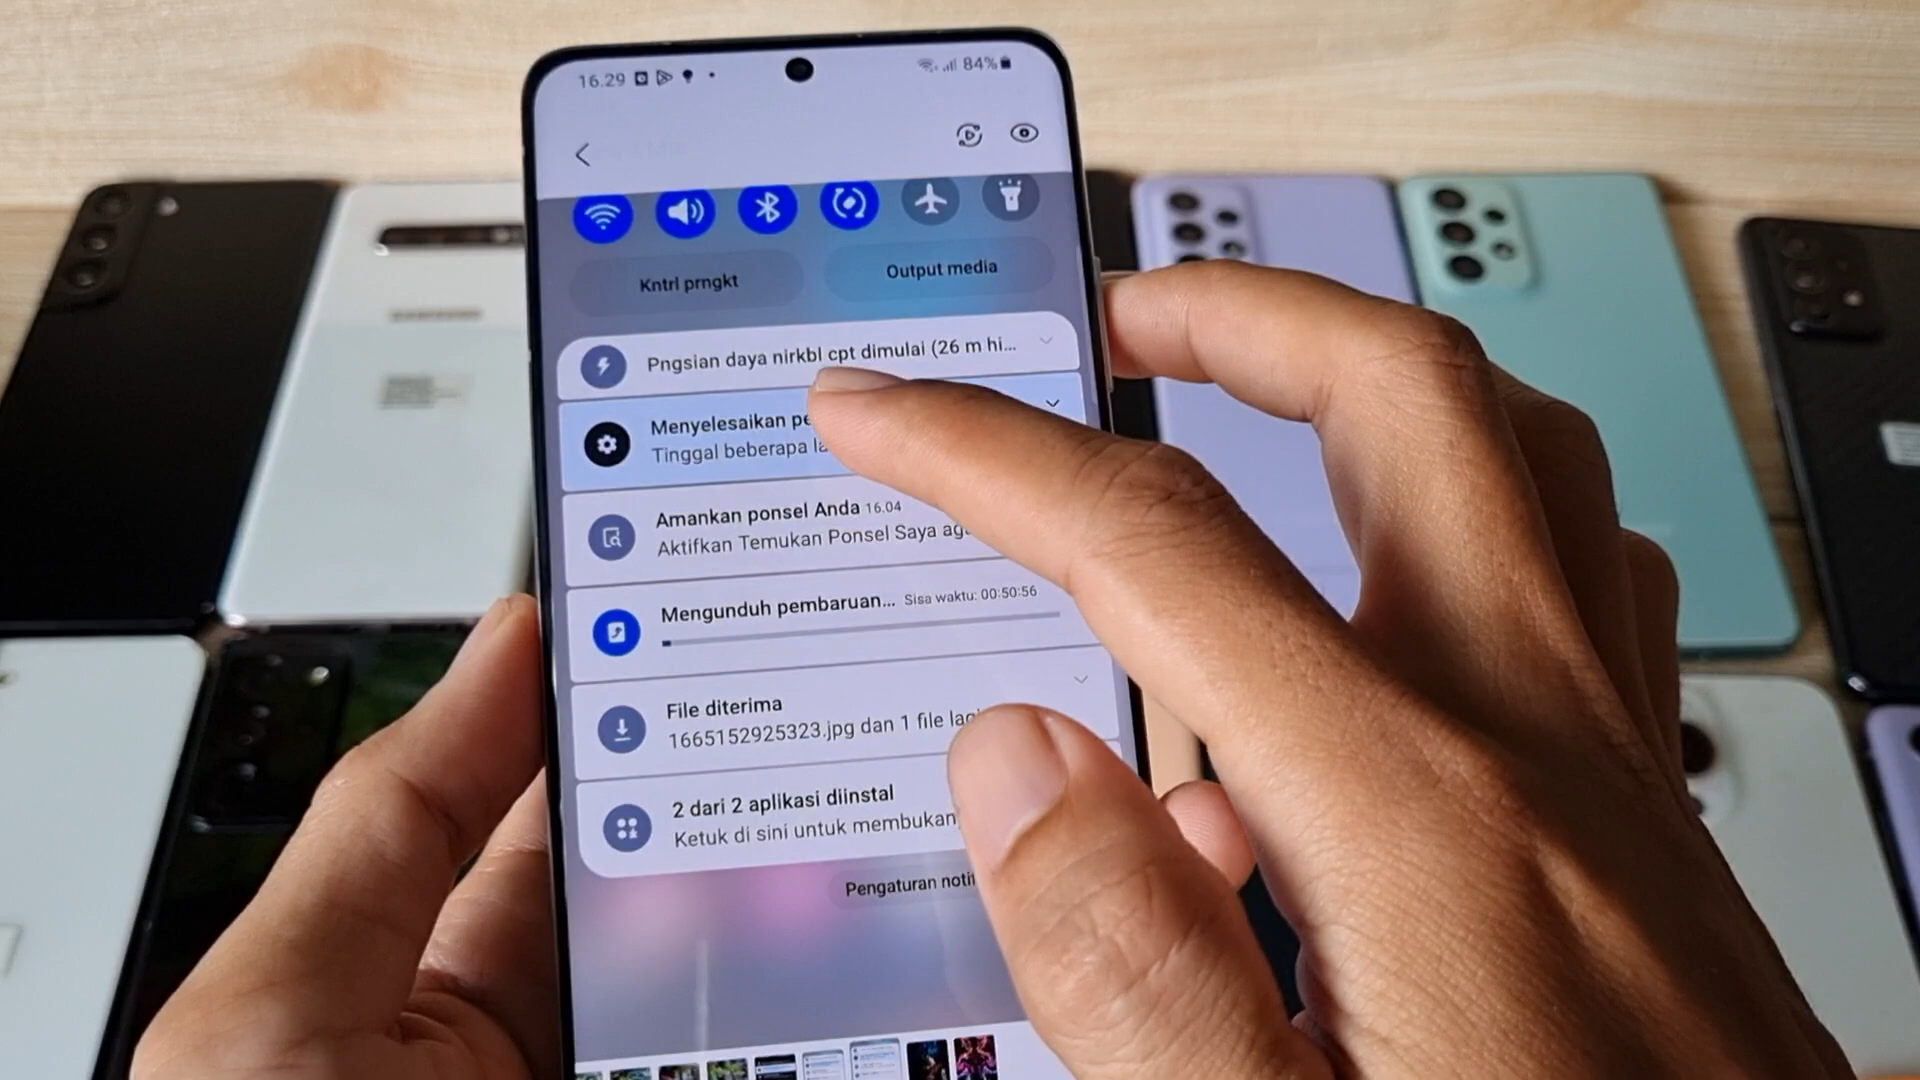 16.29
84%
Kntrl prngkt
Output media
Pngsian daya nirkbl cpt dimulai (26 m hi...
Menyelesaikan
Tinggal beberapa
Amankan ponsel Anda 16.04
Aktifkan Temukan Ponsel Saya
Mengunduh pembaruan... Sisa waktu: 00:50:56
File diterima
1665152925323.jpg dan 1 file
2 dari 2 aplikasi diinstal
Ketuk di sini untuk membukan
Pengaturan